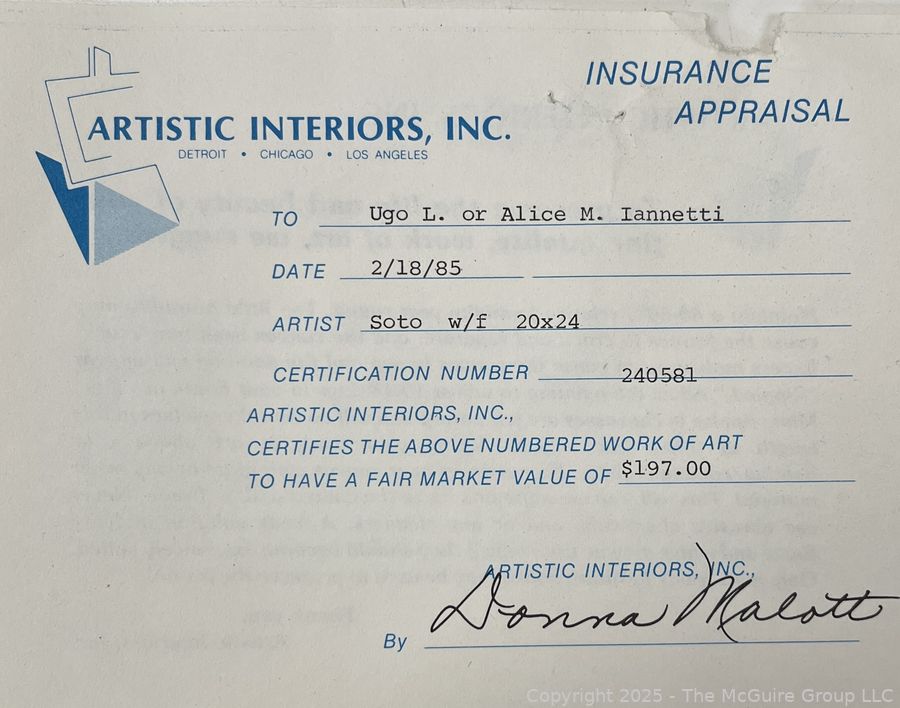 INSURANCE
APPRAISAL
ARTISTIC INTERIORS, INC.
DETROIT • CHICAGO • LOS ANGELES
TO Ugo L. or Alice M. Iannetti
DATE 2/18/85
ARTIST Soto w/f 20x24
CERTIFICATION NUMBER 240581
ARTISTIC INTERIORS, INC.,
CERTIFIES THE ABOVE NUMBERED WORK OF ART
TO HAVE A FAIR MARKET VALUE OF $197.00
ARTISTIC INTERIORS, INC.,
By Donna Malott
Copyright 2025 - The McGuire Group LLC